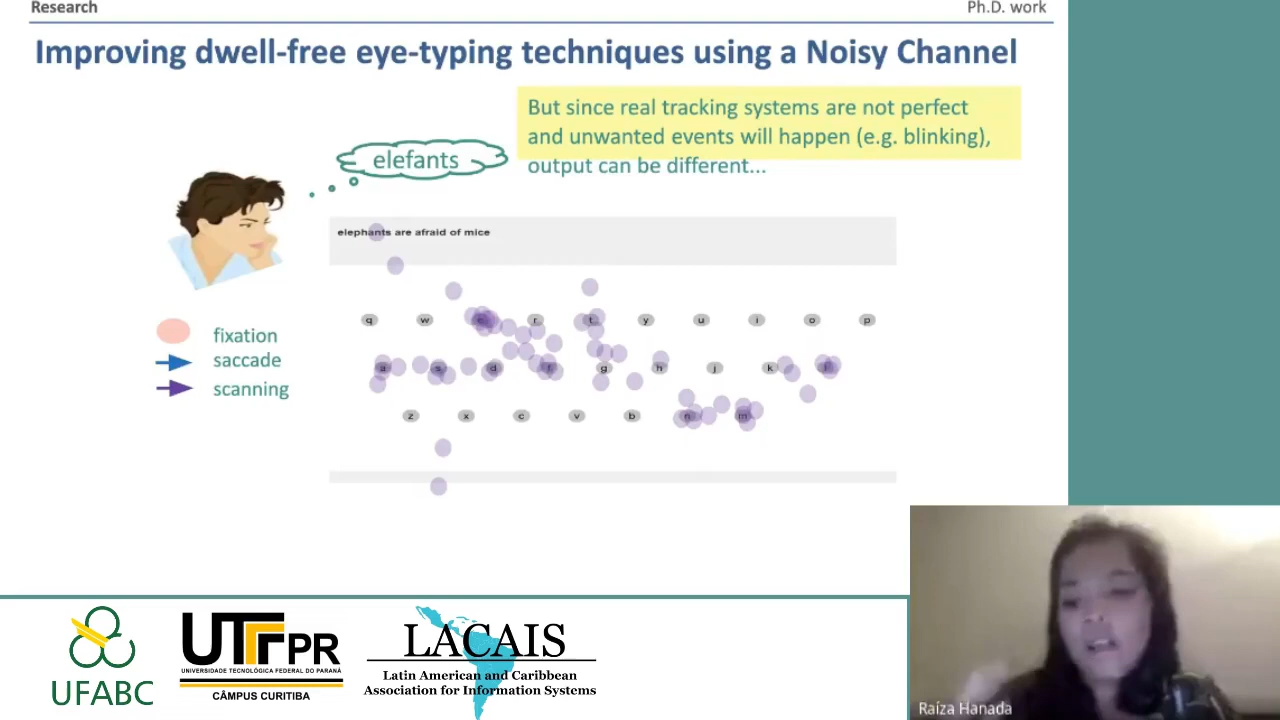 Research
Ph.D. work
Improving dwell-free eye-typing techniques using a Noisy Channel
But since real tracking systems are not perfect
and unwanted events will happen (e.g. blinking),
output can be different...
elefants
elephants are afraid of mice
q w r t y u i o p
a s d f g h j k l
z x c v b n m
fixation
saccade
scanning
UFABC
UTFPR
UNIVERSIDADE TECNOLÓGICA FEDERAL DO PARANÁ
CÂMPUS CURITIBA
LACAIS
Latin American and Caribbean
Association for Information Systems
Raíza Hanada